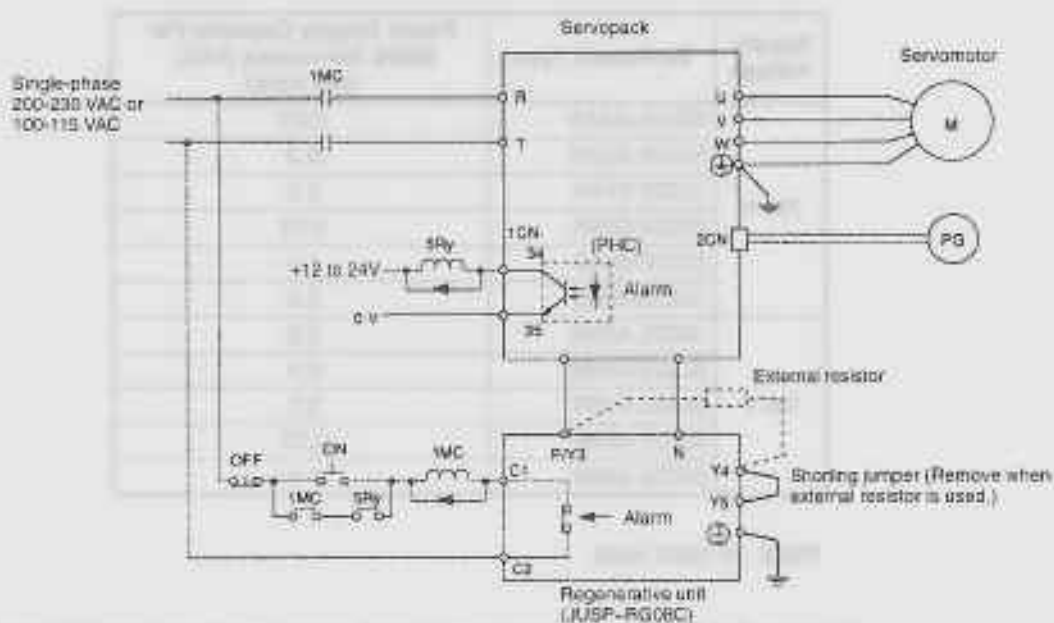 Servopack
Servomotor
Single-phase
200-230 VAC or
100-115 VAC
1MC
R
T
U
V
W
M
1CN
34
(PHC)
5Ry
+12 to 24V
Alarm
0 V
35
2CN
PG
External resistor
OFF
ON
1MC
1MC
5Ry
C1
C2
P/Y3
N
Y4
Y5
Alarm
Shorting jumper (Remove when
external resistor is used.)
Regenerative unit
(JUSP-RG08C)